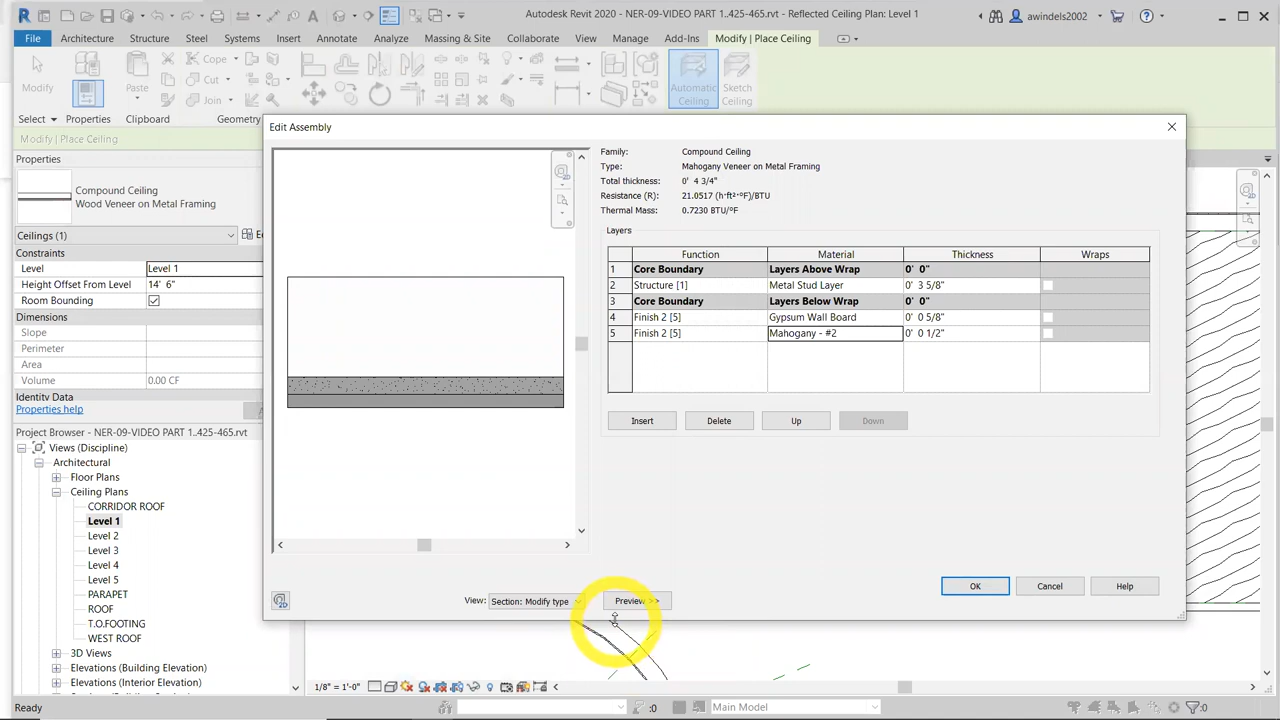 Autodesk Revit 2020 - NER-09-VIDEO PART 1..425-465.rvt - Reflected Ceiling Plan: Level 1
awindels2002
File Architecture Structure Steel Systems Insert Annotate Analyze Massing & Site Collaborate View Manage Add-Ins Modify | Place Ceiling
Modify
Paste
Cope
Cut
Join
Automatic Ceiling
Sketch Ceiling
Select Properties Clipboard Geometry
Modify | Place Ceiling
Properties
Compound Ceiling
Wood Veneer on Metal Framing
Ceilings (1)
Constraints
Level Level 1
Height Offset From Level 14' 6"
Room Bounding
Dimensions
Slope
Perimeter
Area
Volume 0.00 CF
Identity Data
Properties help
Project Browser - NER-09-VIDEO PART 1..425-465.rvt
Views (Discipline)
Architectural
Floor Plans
Ceiling Plans
CORRIDOR ROOF
Level 1
Level 2
Level 3
Level 4
Level 5
PARAPET
ROOF
T.O.FOOTING
WEST ROOF
3D Views
Elevations (Building Elevation)
Elevations (Interior Elevation)
Edit Assembly
Family: Compound Ceiling
Type: Mahogany Veneer on Metal Framing
Total thickness: 0' 4 3/4"
Resistance (R): 21.0517 (h·ft²·°F)/BTU
Thermal Mass: 0.7230 BTU/°F
Layers
Function Material Thickness Wraps
1 Core Boundary Layers Above Wrap 0' 0"
2 Structure [1] Metal Stud Layer 0' 3 5/8"
3 Core Boundary Layers Below Wrap 0' 0"
4 Finish 2 [5] Gypsum Wall Board 0' 0 5/8"
5 Finish 2 [5] Mahogany - #2 0' 0 1/2"
Insert Delete Up Down
View: Section: Modify type Preview >>
OK Cancel Help
1/8" = 1'-0"
Ready
:0
Main Model
:0